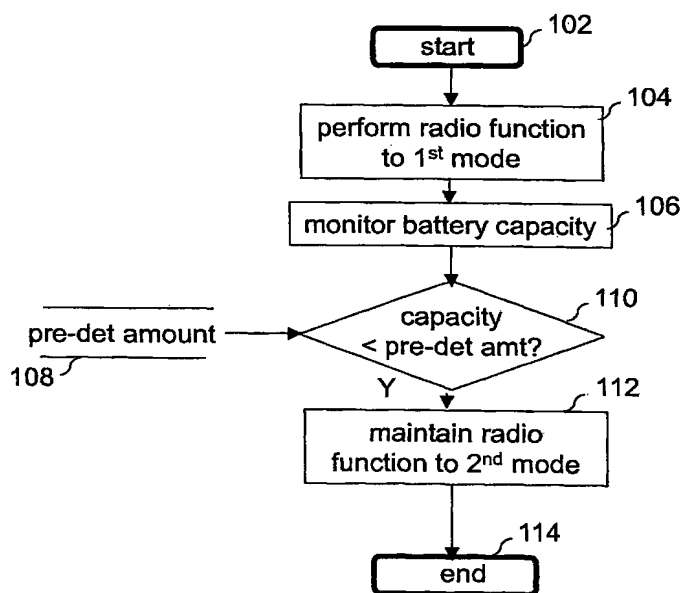 start
102
104
perform radio function
to 1st mode
monitor battery capacity
106
110
capacity
< pre-det amt?
pre-det amount
108
Y
112
maintain radio
function to 2nd mode
114
end